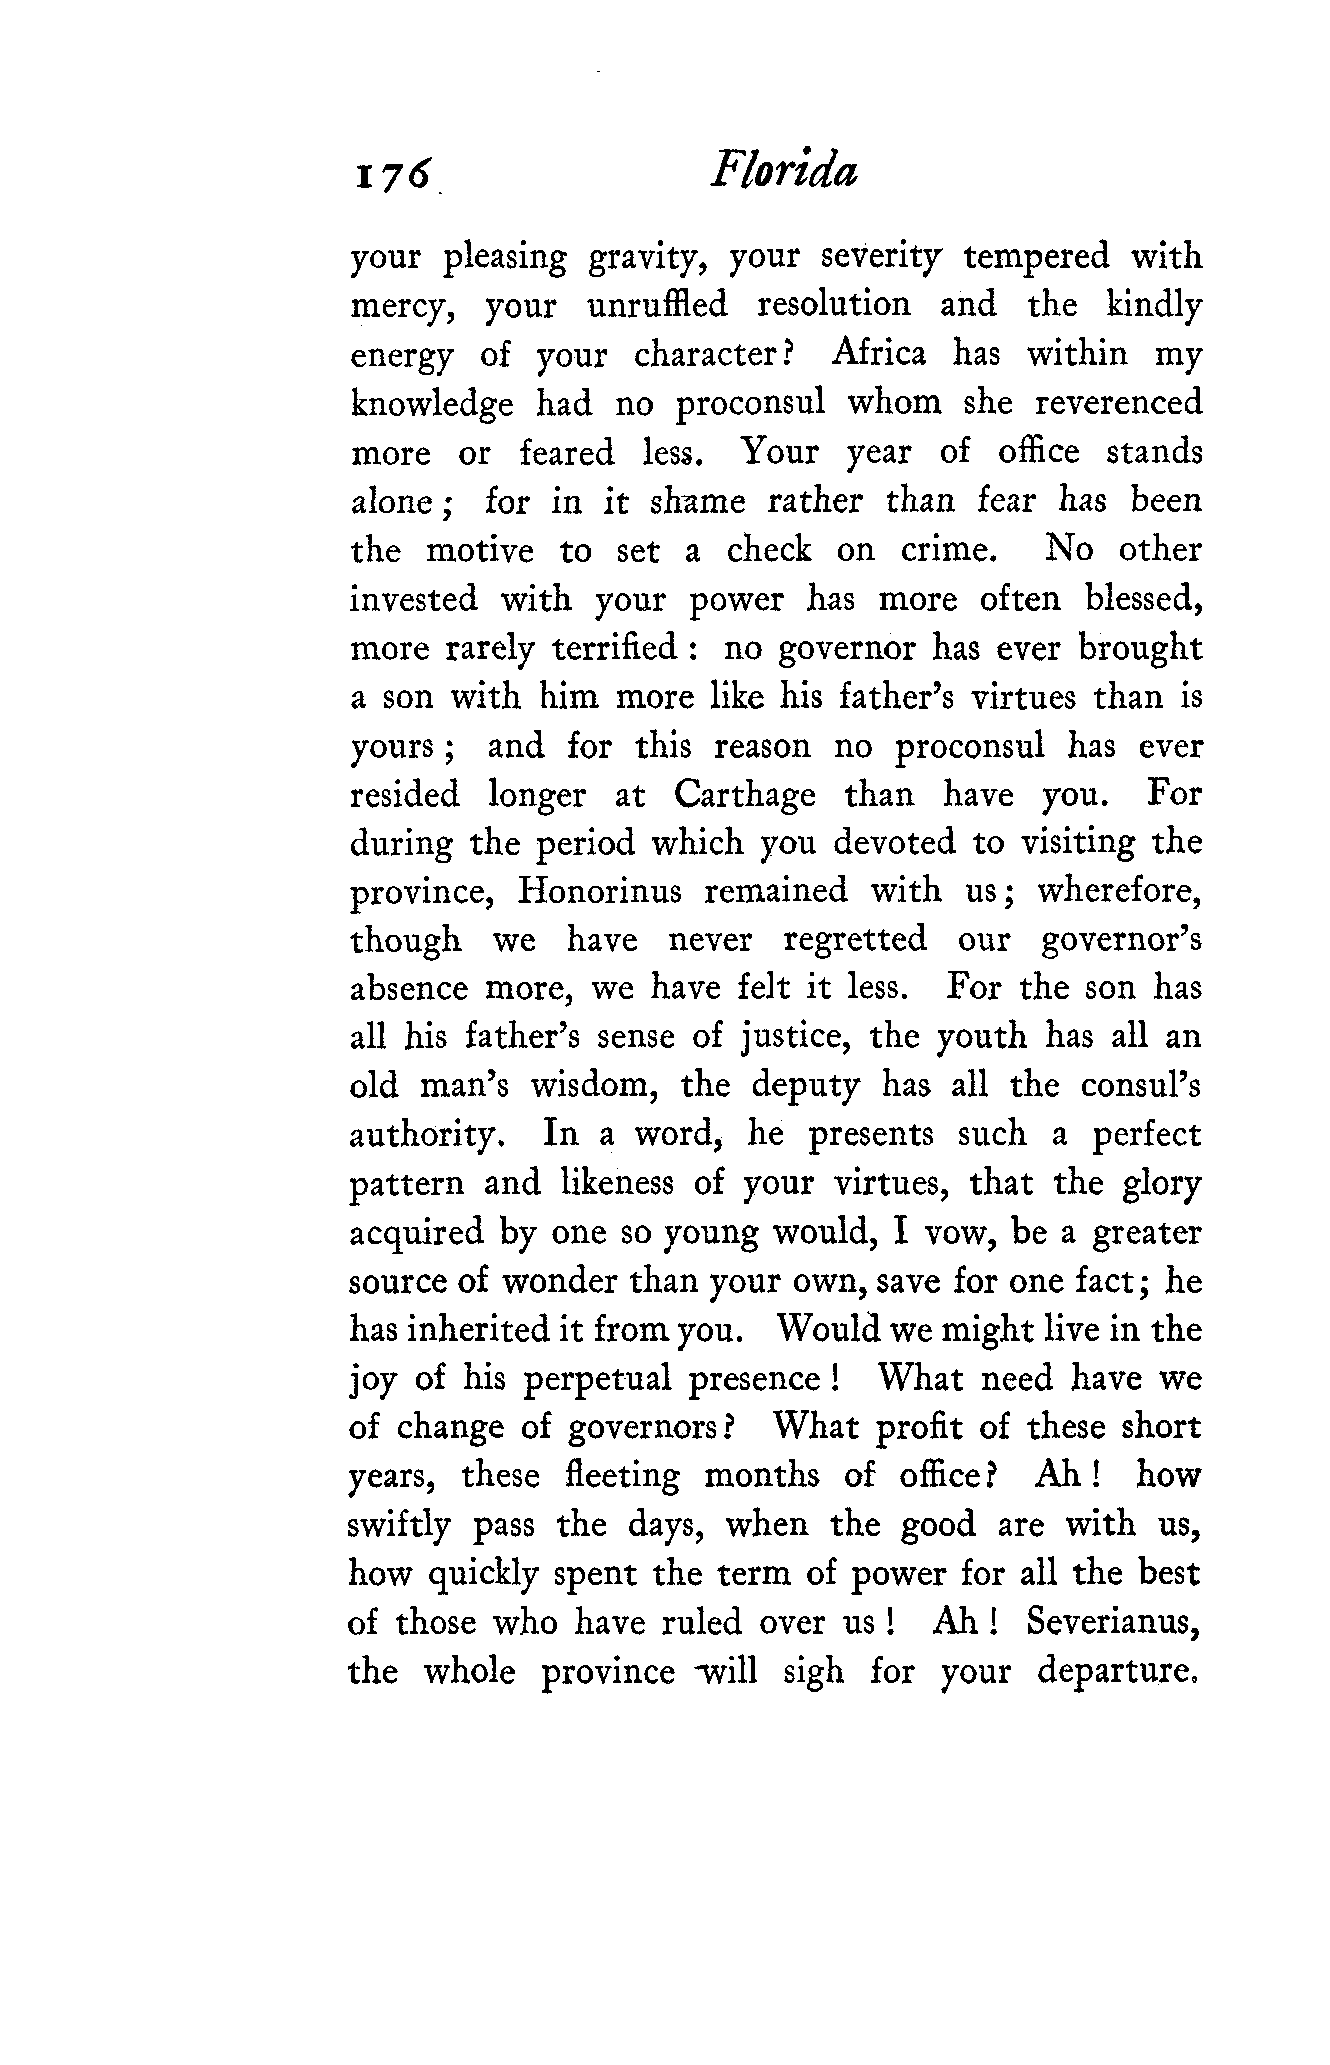 176 Florida
your pleasing gravity, your severity tempered with
mercy, your unruffled resolution and the kindly
energy of your character? Africa has within my
knowledge had no proconsul whom she reverenced
more or feared less. Your year of office stands
alone ; for in it shame rather than fear has been
the motive to set a check on crime. No other
invested with your power has more often blessed,
more rarely terrified : no governor has ever brought
a son with him more like his father's virtues than is
yours ; and for this reason no proconsul has ever
resided longer at Carthage than have you. For
during the period which you devoted to visiting the
province, Honorinus remained with us ; wherefore,
though we have never regretted our governor's
absence more, we have felt it less. For the son has
all his father's sense of justice, the youth has all an
old man's wisdom, the deputy has all the consul's
authority. In a word, he presents such a perfect
pattern and likeness of your virtues, that the glory
acquired by one so young would, I vow, be a greater
source of wonder than your own, save for one fact ; he
has inherited it from you. Would we might live in the
joy of his perpetual presence ! What need have we
of change of governors ? What profit of these short
years, these fleeting months of office ? Ah ! how
swiftly pass the days, when the good are with us,
how quickly spent the term of power for all the best
of those who have ruled over us ! Ah ! Severianus,
the whole province will sigh for your departure.